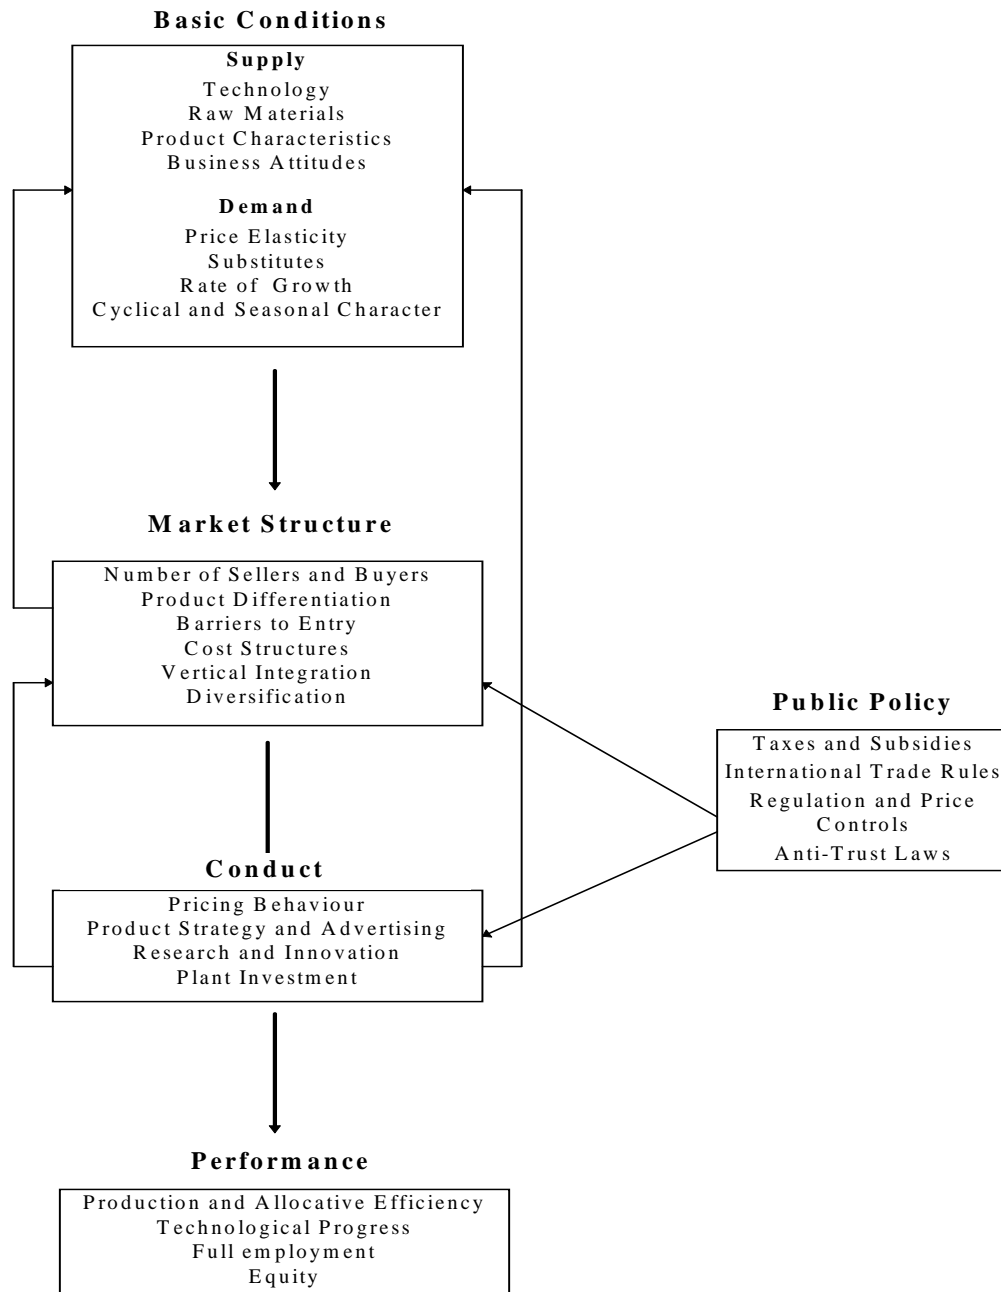 Basic Conditions
Supply
Technology
Raw Materials
Product Characteristics
Business Attitudes
Demand
Price Elasticity
Substitutes
Rate of Growth
Cyclical and Seasonal Character
Market Structure
Number of Sellers and Buyers
Product Differentiation
Barriers to Entry
Cost Structures
Vertical Integration
Diversification
Public Policy
Taxes and Subsidies
International Trade Rules
Regulation and Price
Controls
Anti-Trust Laws
Conduct
Pricing Behaviour
Product Strategy and Advertising
Research and Innovation
Plant Investment
Performance
Production and Allocative Efficiency
Technological Progress
Full employment
Equity